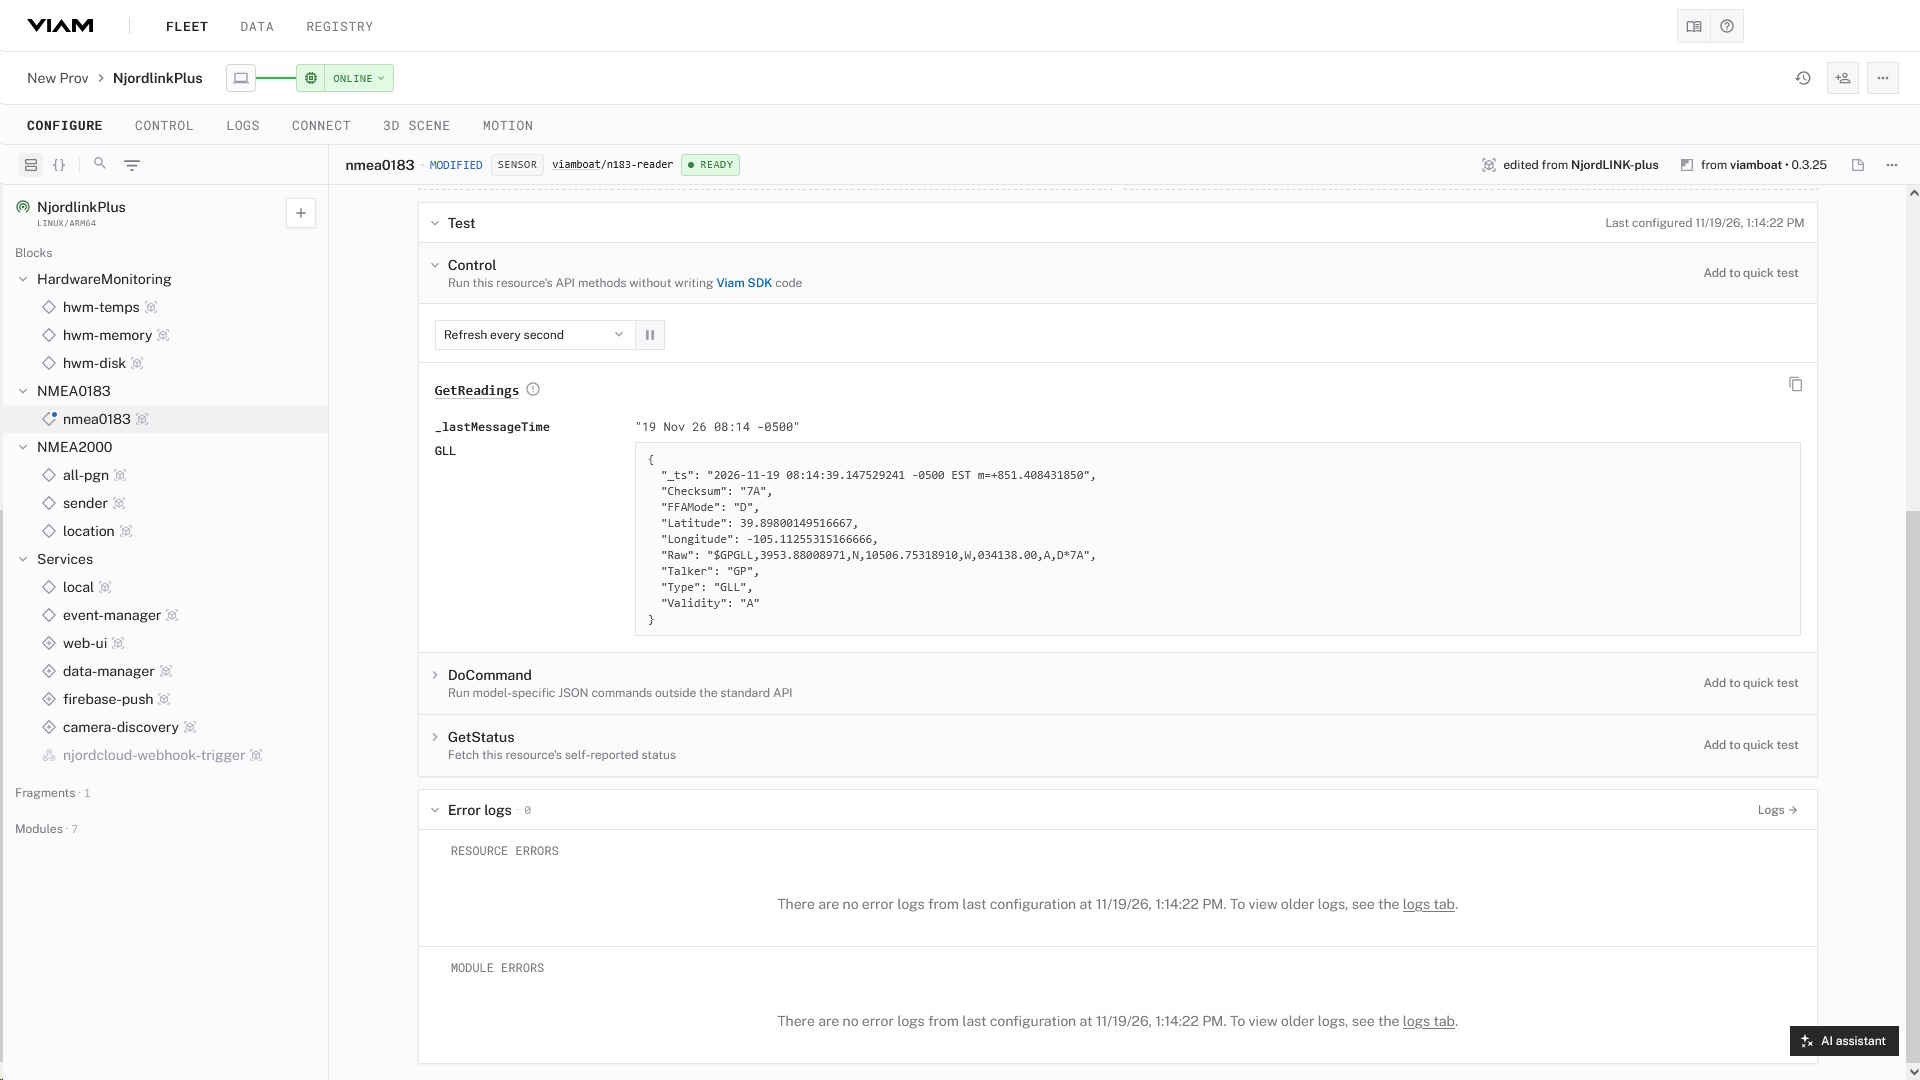 VIAM
FLEET DATA REGISTRY
New Prov > NjordlinkPlus ONLINE
CONFIGURE CONTROL LOGS CONNECT 3D SCENE MOTION
{}
nmea0183 · MODIFIED SENSOR viamboat/n183-reader READY edited from NjordLINK-plus from viamboat • 0.3.25
NjordlinkPlus
LINUX/ARM64
Blocks
HardwareMonitoring
hwm-temps
hwm-memory
hwm-disk
NMEA0183
nmea0183
NMEA2000
all-pgn
sender
location
Services
local
event-manager
web-ui
data-manager
firebase-push
camera-discovery
njordcloud-webhook-trigger
Fragments · 1
Modules · 7
Test Last configured 11/19/26, 1:14:22 PM
Control
Run this resource's API methods without writing Viam SDK code
Add to quick test
Refresh every second
GetReadings
_lastMessageTime "19 Nov 26 08:14 -0500"
GLL
{
"_ts": "2026-11-19 08:14:39.147529241 -0500 EST m=+851.408431850",
"Checksum": "7A",
"FFAMode": "D",
"Latitude": 39.89800149516667,
"Longitude": -105.11255315166666,
"Raw": "$GPGLL,3953.88008971,N,10506.75318910,W,034138.00,A,D*7A",
"Talker": "GP",
"Type": "GLL",
"Validity": "A"
}
DoCommand
Run model-specific JSON commands outside the standard API
Add to quick test
GetStatus
Fetch this resource's self-reported status
Add to quick test
Error logs · 0 Logs →
RESOURCE ERRORS
There are no error logs from last configuration at 11/19/26, 1:14:22 PM. To view older logs, see the logs tab.
MODULE ERRORS
There are no error logs from last configuration at 11/19/26, 1:14:22 PM. To view older logs, see the logs tab.
AI assistant